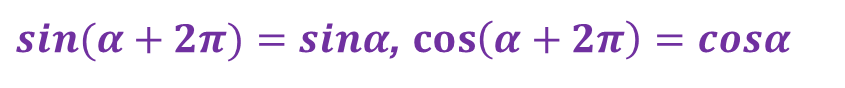 sin(α + 2π) = sinα, cos(α + 2π) = cosα